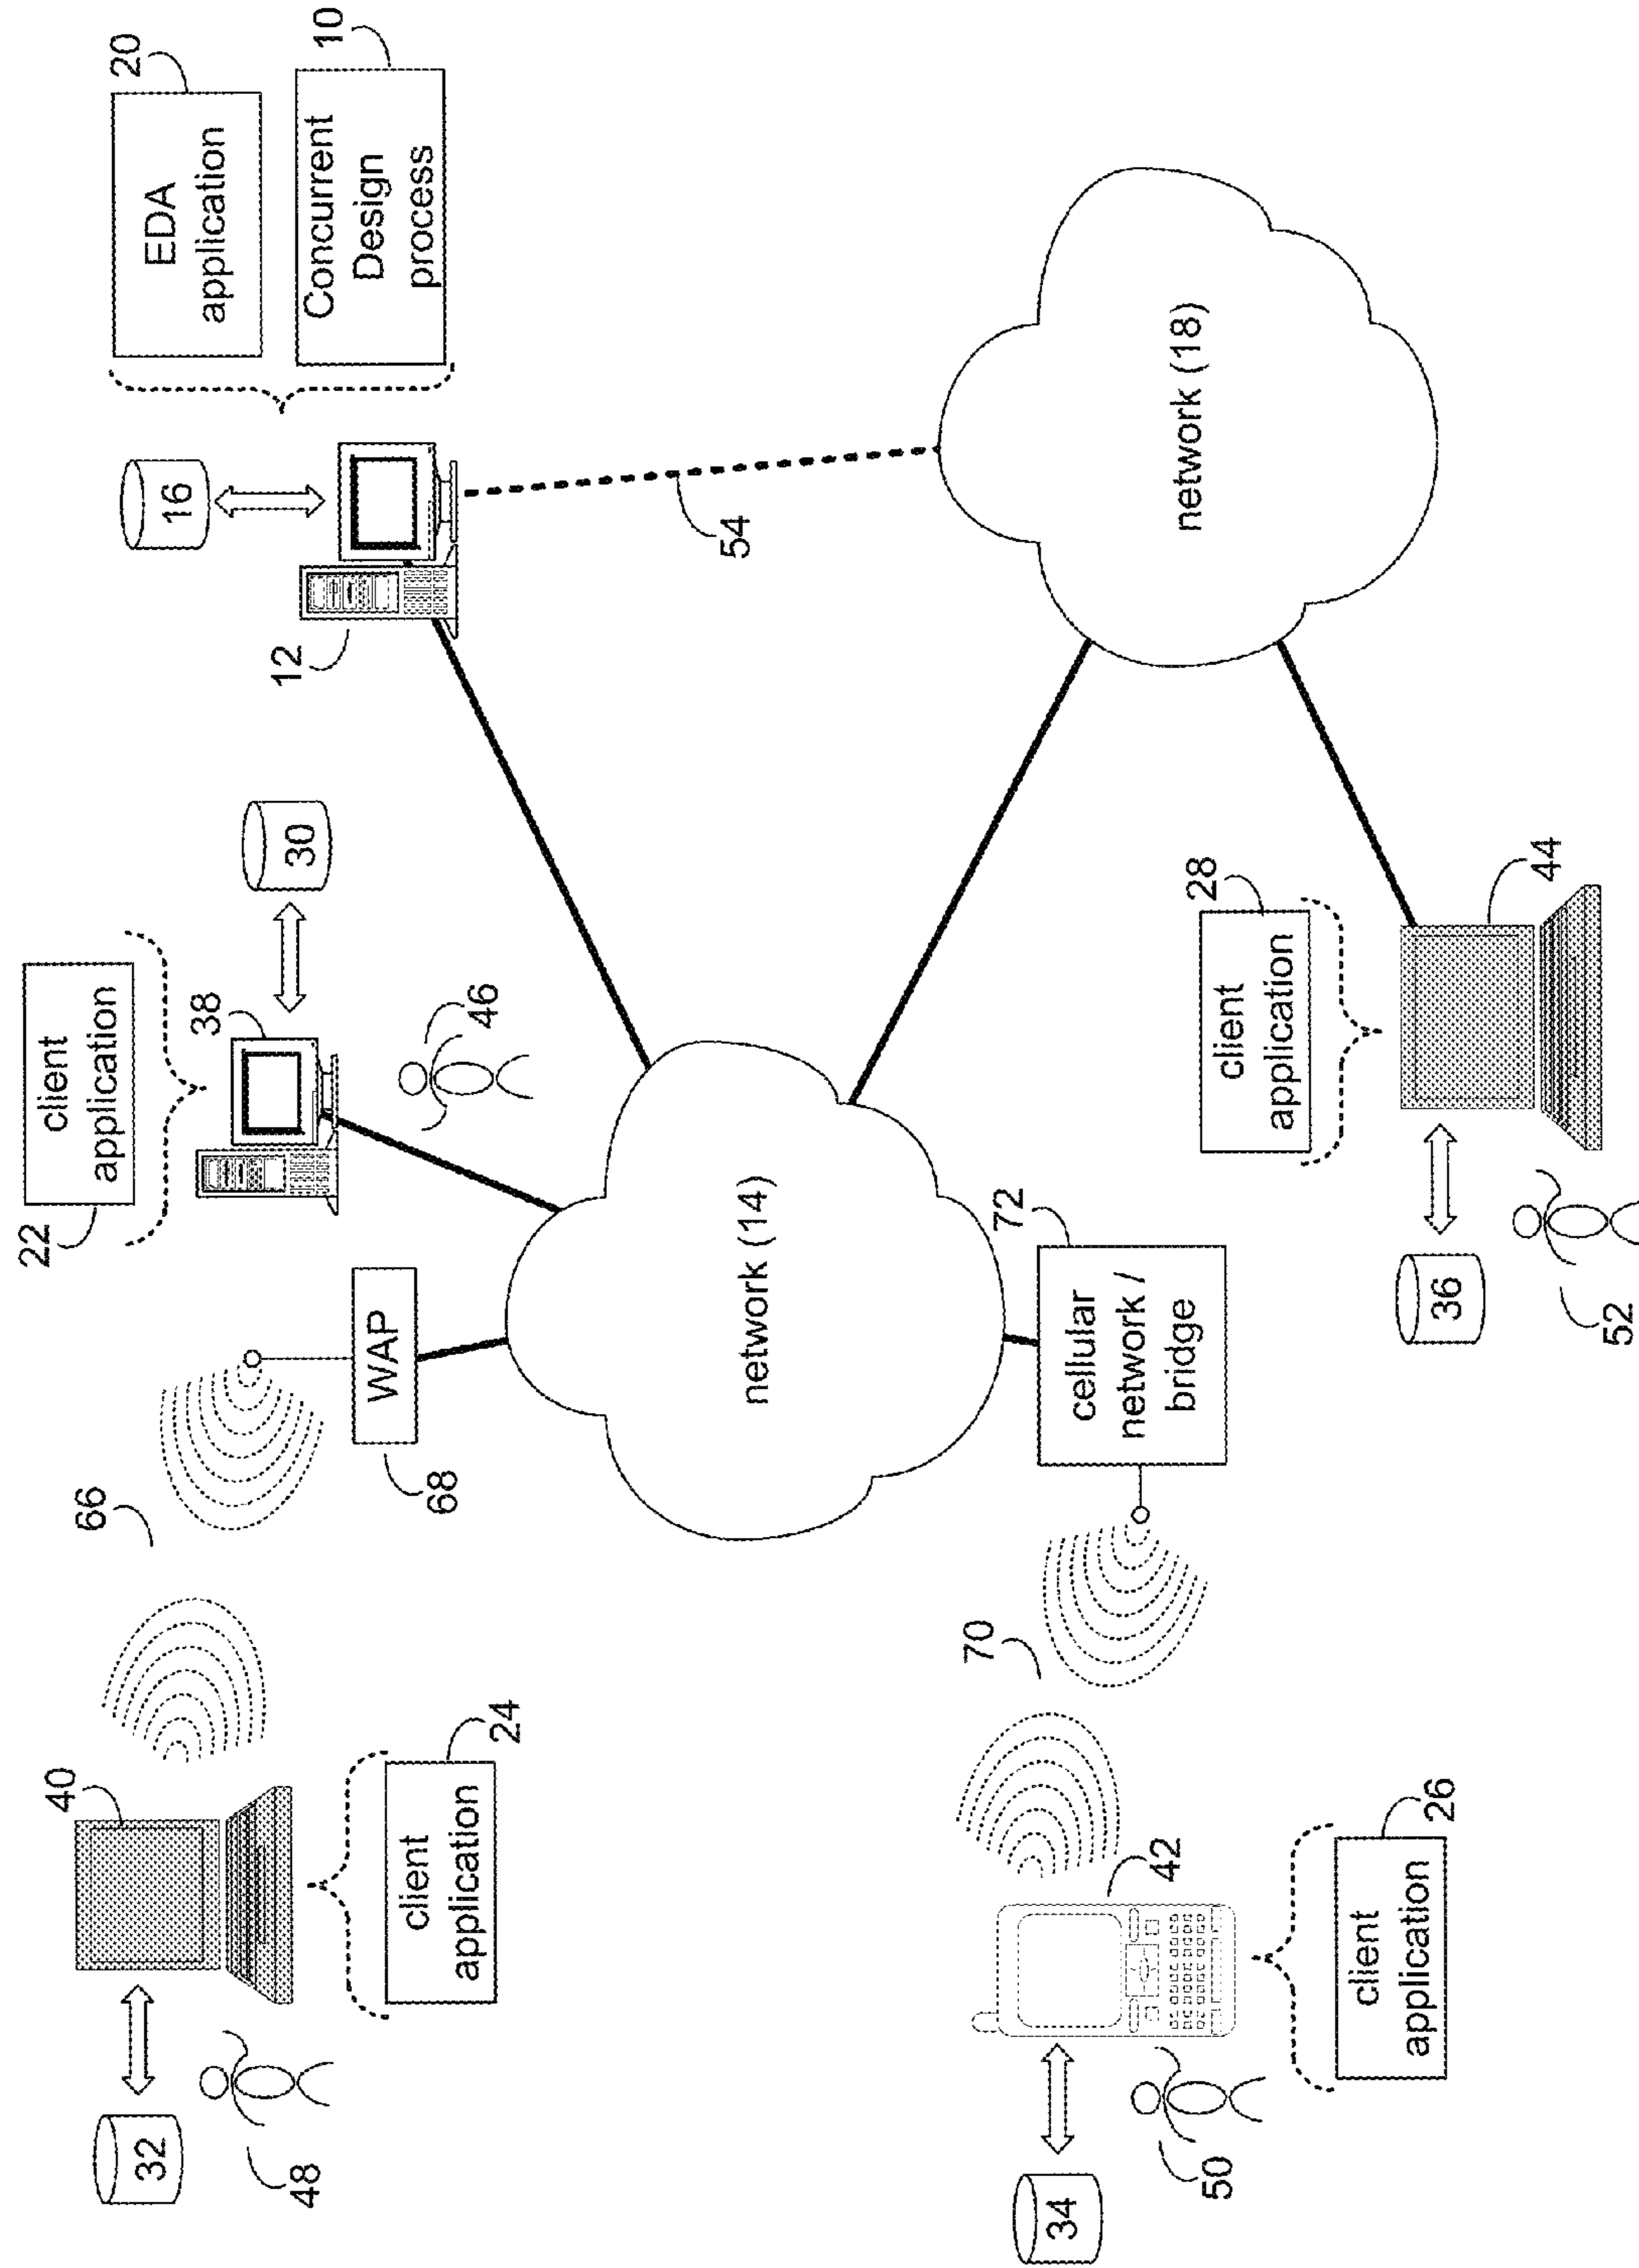 32
48
40
client
application
24
66
WAP
68
client
application
22
38
30
46
16
12
EDA
application
20
Concurrent
Design
process
10
34
50
42
client
application
26
70
cellular
network /
bridge
72
network (14)
54
network (18)
client
application
28
36
52
44